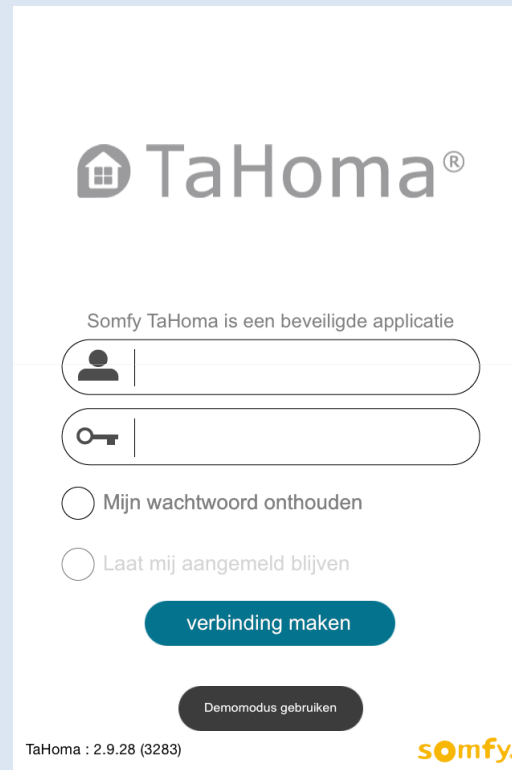 TaHoma®
Somfy TaHoma is een beveiligde applicatie
Mijn wachtwoord onthouden
Laat mij aangemeld blijven
verbinding maken
Demomodus gebruiken
TaHoma : 2.9.28 (3283)
somfy.